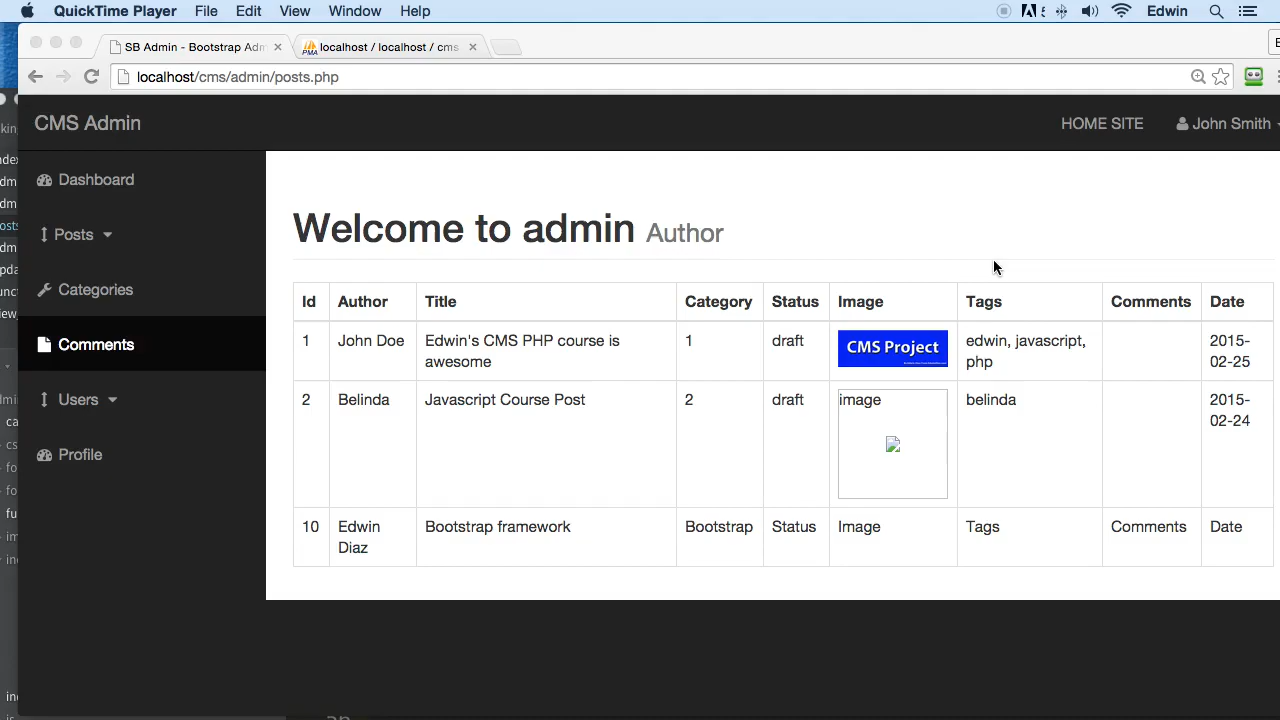 QuickTime Player File Edit View Window Help Edwin
SB Admin - Bootstrap Adm
localhost / localhost / cms
localhost/cms/admin/posts.php
CMS Admin
HOME SITE
John Smith
Dashboard
Posts
Categories
Comments
Users
Profile
Welcome to admin Author
Id Author Title Category Status Image Tags Comments Date
1 John Doe Edwin's CMS PHP course is 1 draft CMS Project edwin, javascript, 2015-
awesome php 02-25
2 Belinda Javascript Course Post 2 draft image belinda 2015-
02-24
10 Edwin Bootstrap framework Bootstrap Status Image Tags Comments Date
Diaz